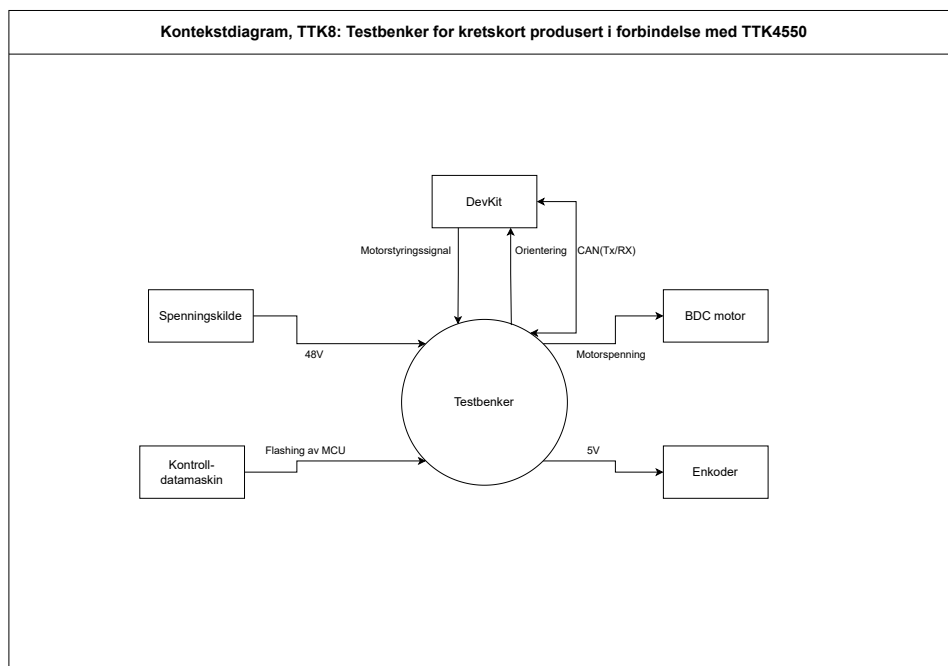 Kontekstdiagram, TTK8: Testbenker for kretskort produsert i forbindelse med TTK4550
DevKit
Motorstyringssignal
Orientering
CAN(Tx/RX)
Spenningskilde
48V
BDC motor
Motorspenning
Testbenker
Kontroll-
datamaskin
Flashing av MCU
5V
Enkoder